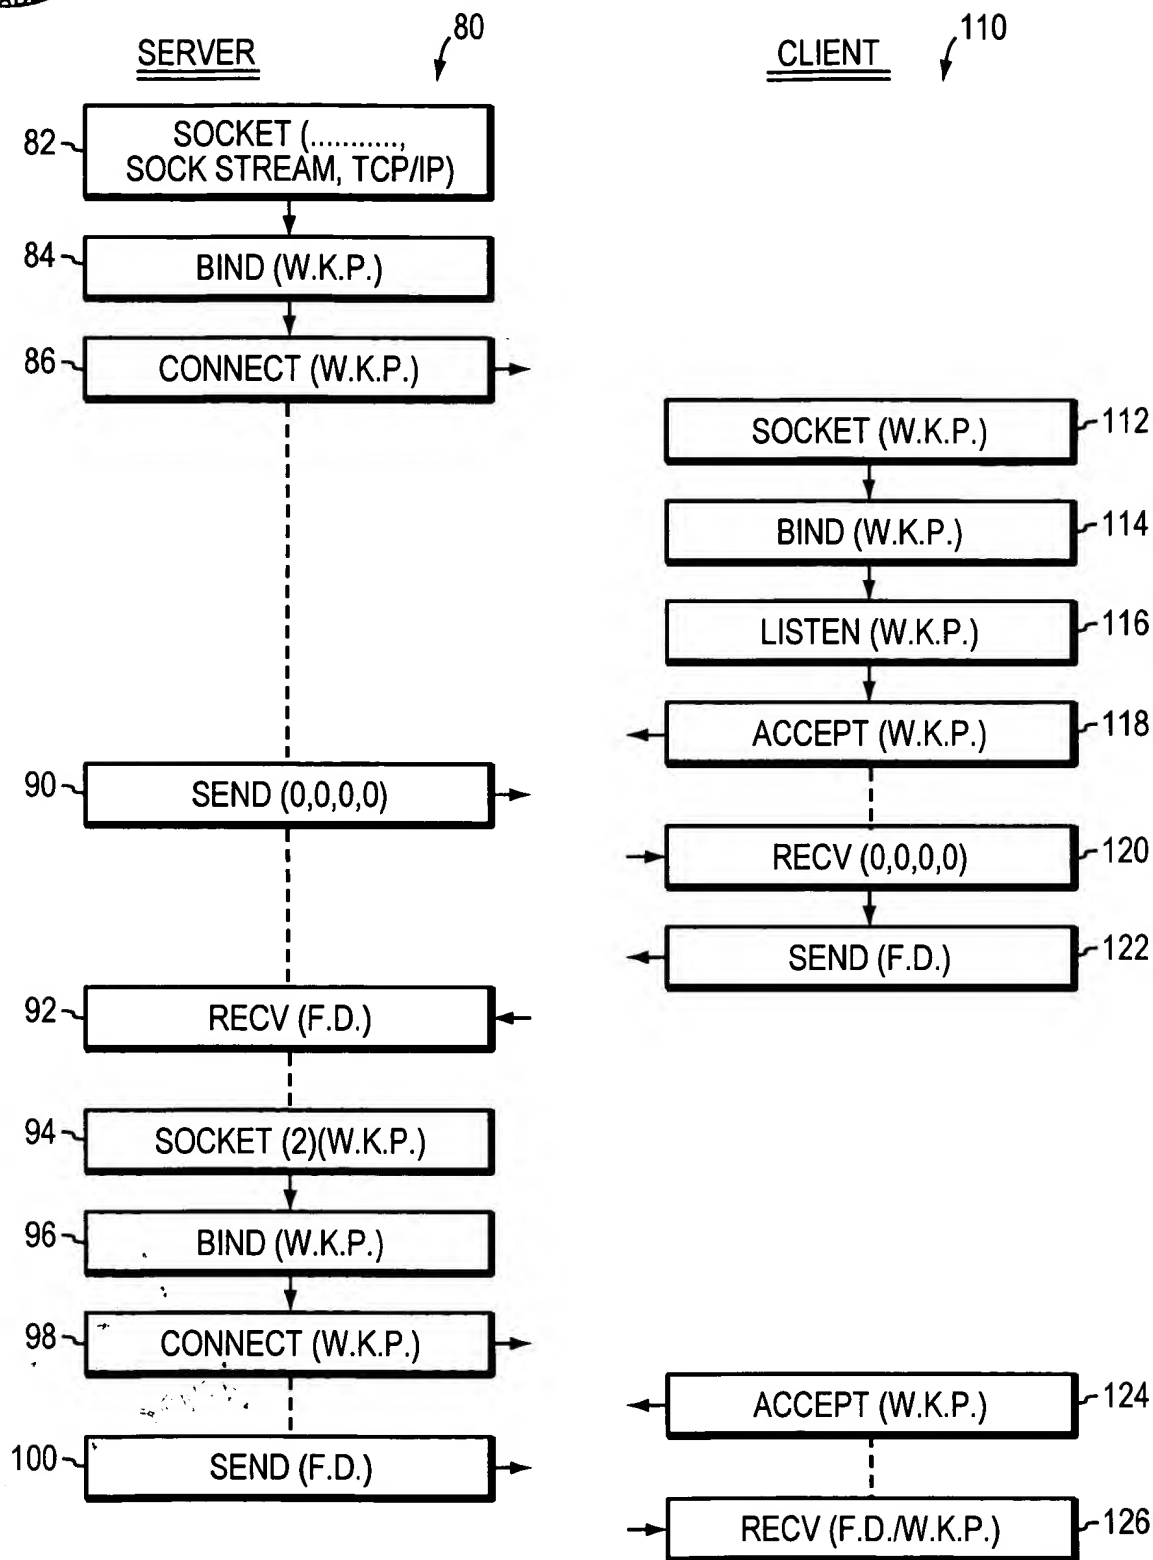 SERVER
80
CLIENT
110
82
SOCKET (............,
SOCK STREAM, TCP/IP)
84
BIND (W.K.P.)
86
CONNECT (W.K.P.)
SOCKET (W.K.P.)
112
BIND (W.K.P.)
114
LISTEN (W.K.P.)
116
ACCEPT (W.K.P.)
118
90
SEND (0,0,0,0)
RECV (0,0,0,0)
120
SEND (F.D.)
122
92
RECV (F.D.)
94
SOCKET (2)(W.K.P.)
96
BIND (W.K.P.)
98
CONNECT (W.K.P.)
ACCEPT (W.K.P.)
124
100
SEND (F.D.)
RECV (F.D./W.K.P.)
126